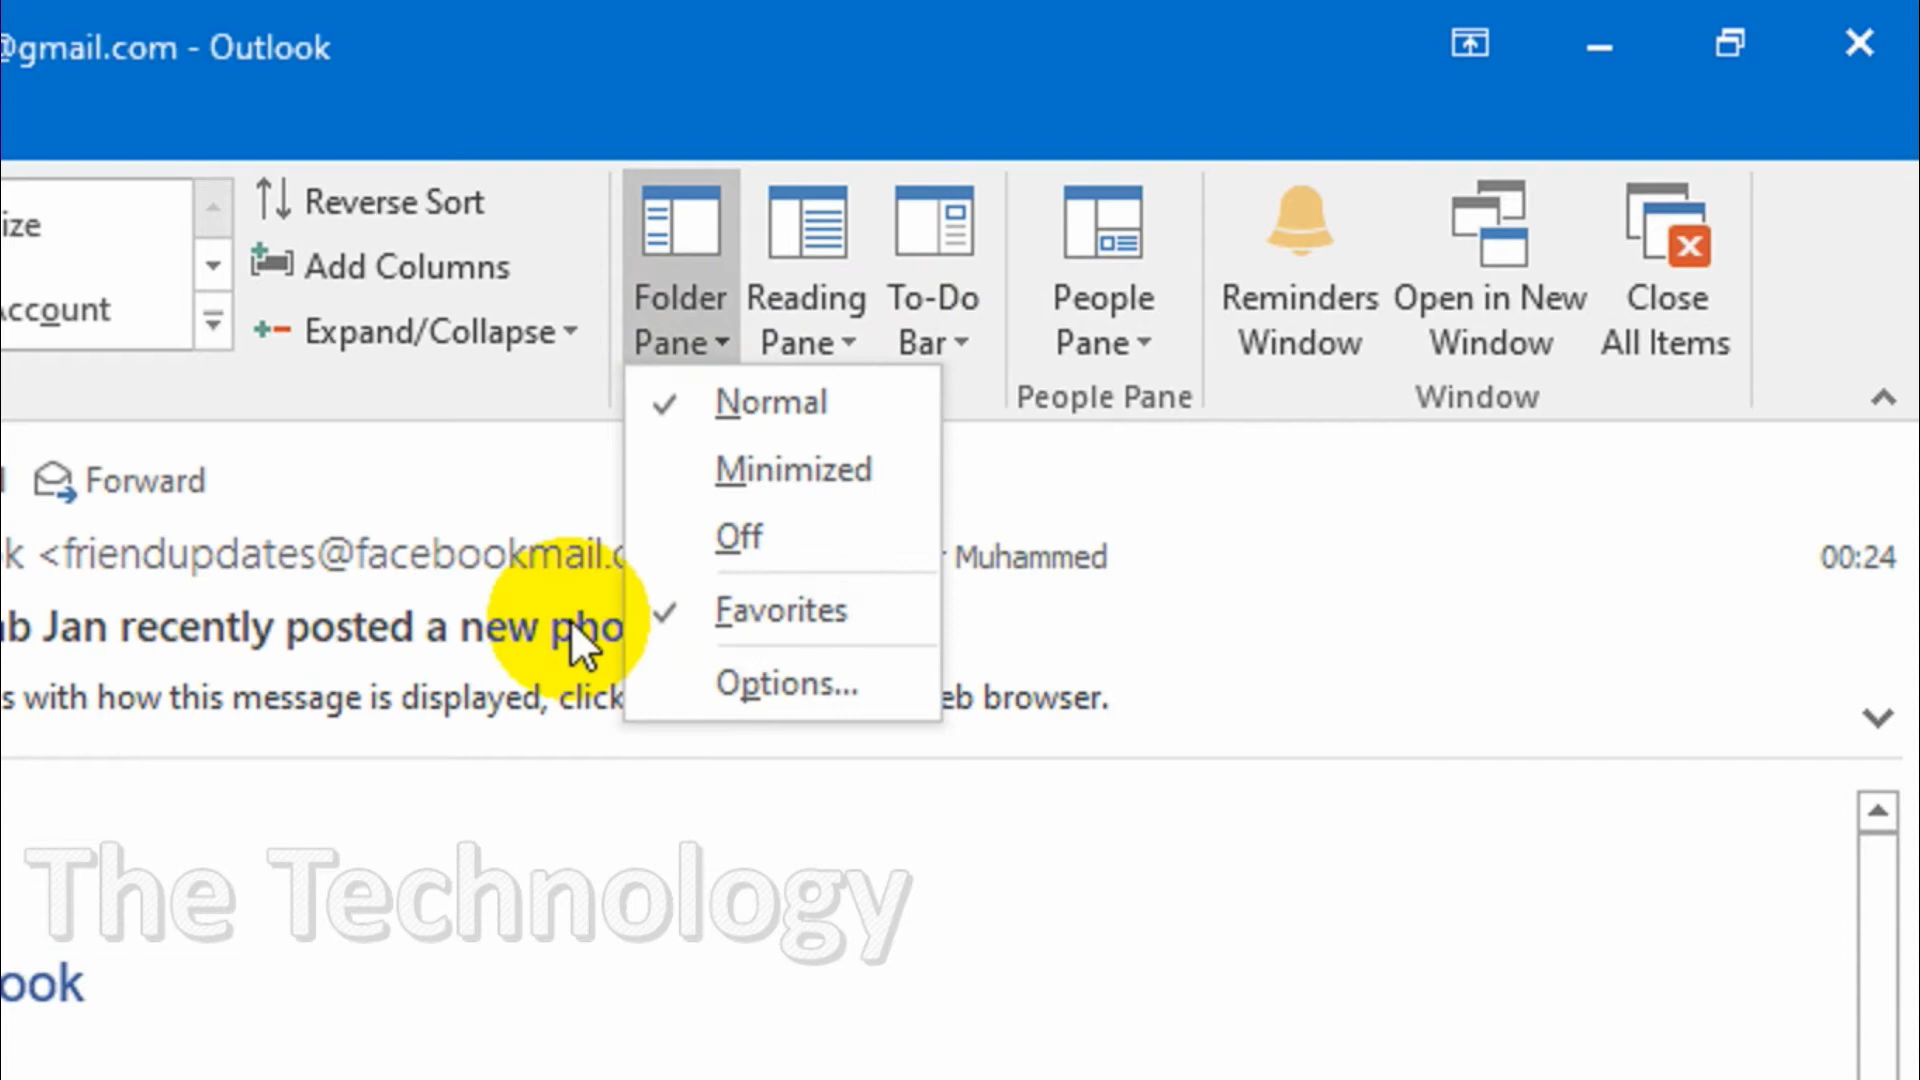 @gmail.com - Outlook
ize
Account
Reverse Sort
Add Columns
Expand/Collapse
Folder Pane
Reading Pane
To-Do Bar
People Pane
People Pane
Reminders Window
Open in New Window
Close All Items
Window
Normal
Minimized
Off
Favorites
Options...
Forward
ok <friendupdates@facebookmail.c
Muhammed
00:24
ab Jan recently posted a new pho
s with how this message is displayed, click
eb browser.
The Technology
ook